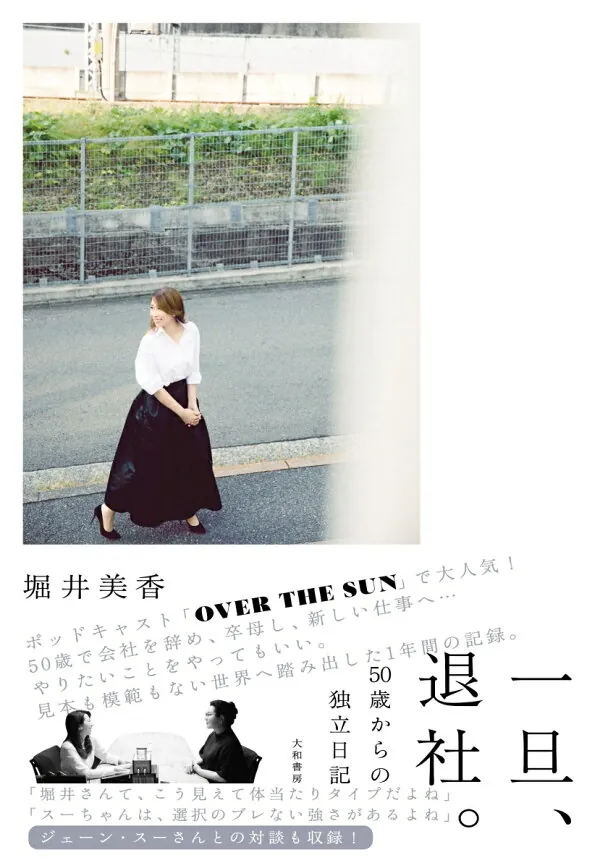 堀井美香
ポッドキャスト「OVER THE SUN」で大人気！
50歳で会社を辞め、卒母し、新しい仕事へ…
やりたいことをやってもいい。
見本も模範もない世界へ踏み出した1年間の記録。
一旦、
退社。
50歳からの
独立日記
大和書房
「堀井さんて、こう見えて体当たりタイプだよね」
「スーちゃんは、選択のブレない強さがあるよね」
ジェーン・スーさんとの対談も収録！